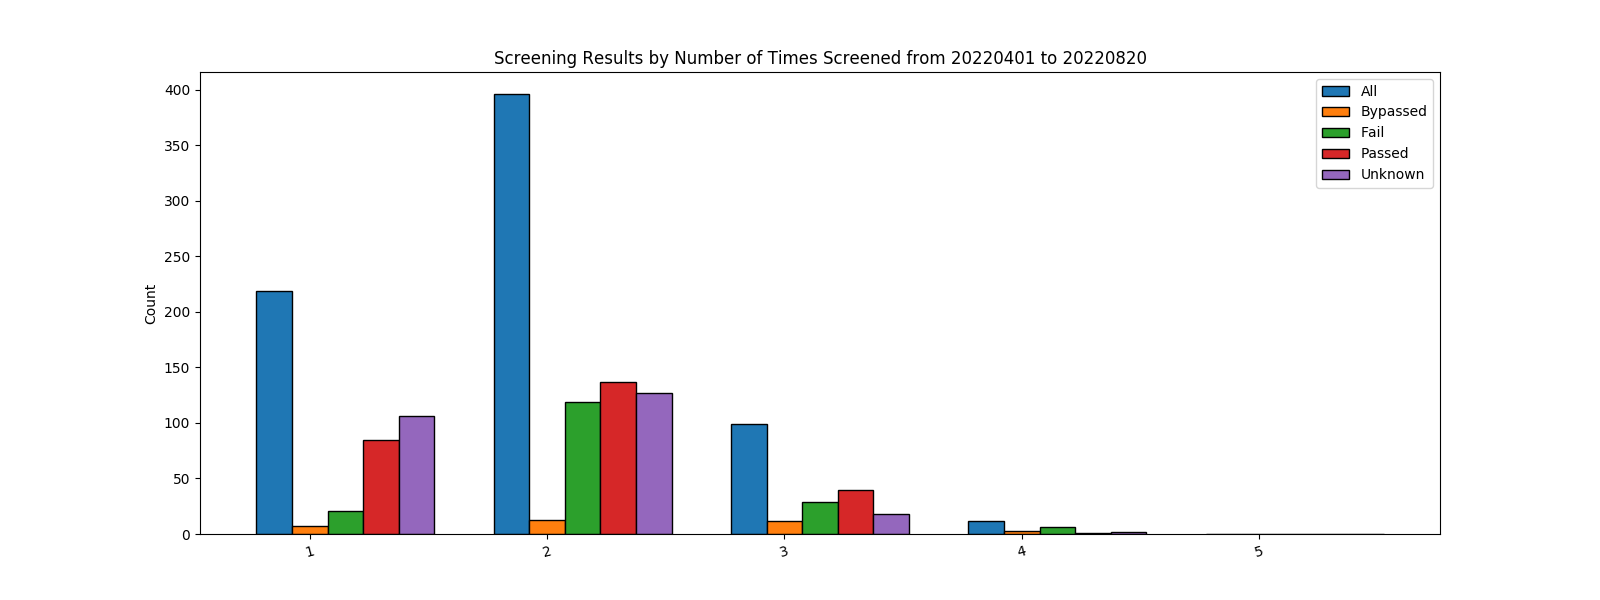 Screening Results by Number of Times Screened from 20220401 to 20220820
All
Bypassed
Fail
Passed
Unknown
Count
400
350
300
250
200
150
100
50
0
1 2 3 4 5